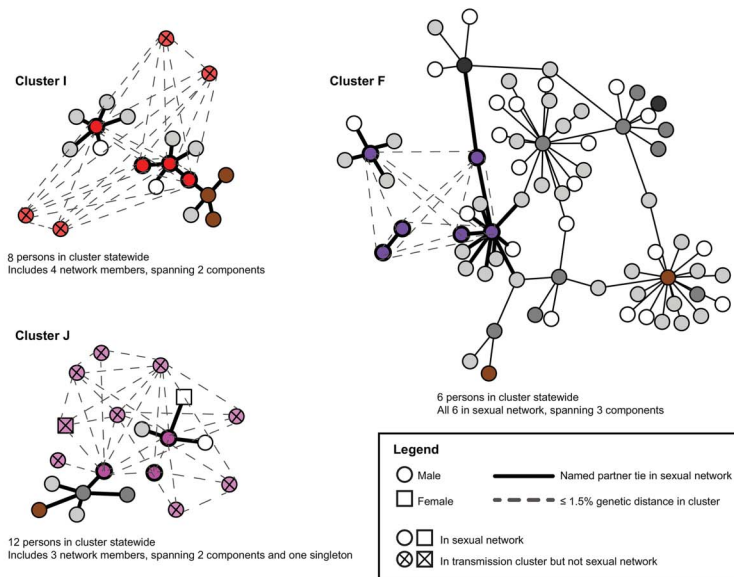 Cluster I
8 persons in cluster statewide
Includes 4 network members, spanning 2 components
Cluster F
6 persons in cluster statewide
All 6 in sexual network, spanning 3 components
Cluster J
12 persons in cluster statewide
Includes 3 network members, spanning 2 components and one singleton
Legend
Male
Female
In sexual network
In transmission cluster but not sexual network
Named partner tie in sexual network
≤ 1.5% genetic distance in cluster